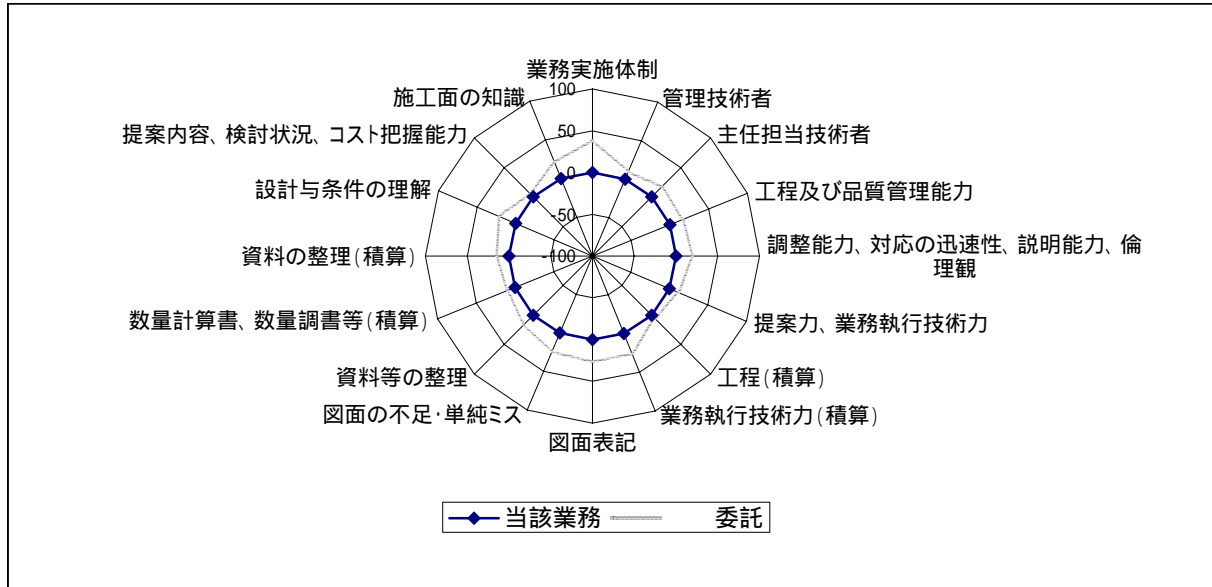 業務実施体制
100
施工面の知識
管理技術者
提案内容、検討状況、コスト把握能力
50
主任担当技術者
設計与条件の理解
0
工程及び品質管理能力
-50
資料の整理(積算)
-100
調整能力、対応の迅速性、説明能力、倫
理観
数量計算書、数量調書等(積算)
提案力、業務執行技術力
資料等の整理
工程(積算)
図面の不足・単純ミス
業務執行技術力(積算)
図面表記
当該業務 委託